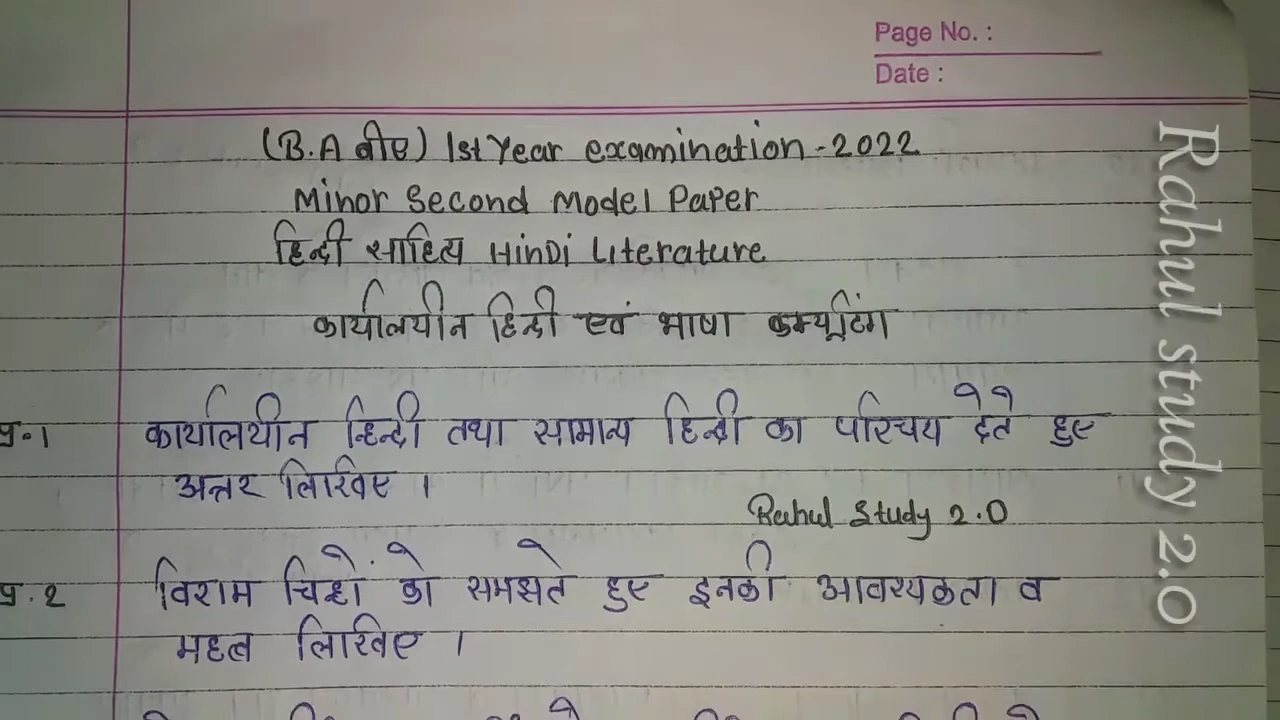 Page No. :
Date :
(B.A बीए) 1st Year examination - 2022
Minor Second Model Paper
हिन्दी साहित्य HinDi Literature
कार्यालयीन हिन्दी एवं भाषा कम्प्यूटिंग
प्र.1 कार्यालयीन हिन्दी तथा सामान्य हिन्दी का परिचय देते हुए
अन्तर लिखिए ।
Rahul Study 2.0
प्र.2 विराम चिह्नों को समझते हुए इनकी आवश्यकता व
महत्व लिखिए ।
Rahul study 2.0